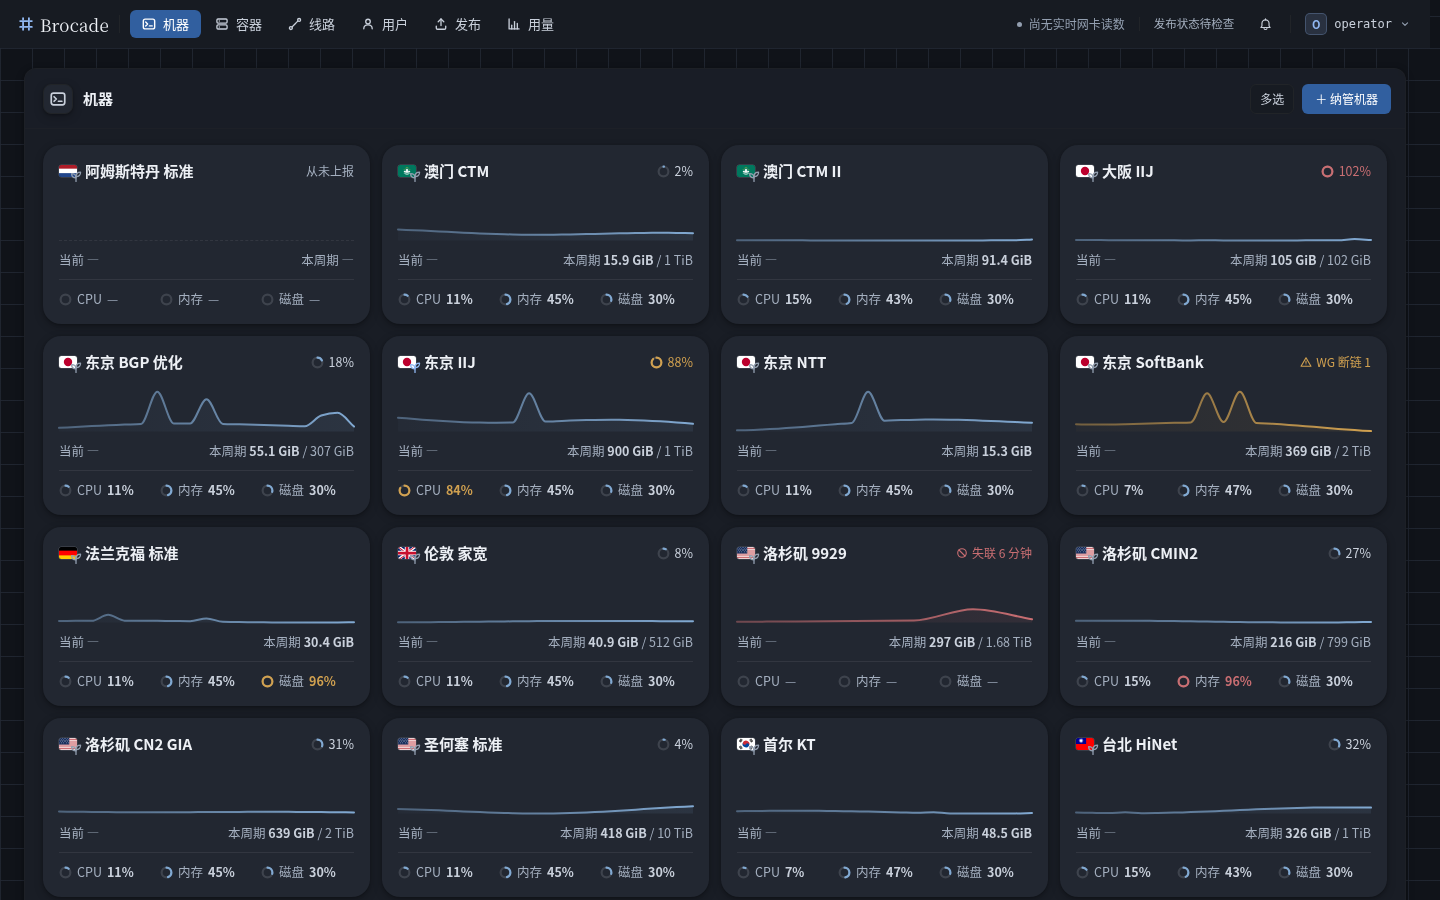 Brocade 机器 容器 线路 用户 发布 用量 尚无实时网卡读数 发布状态待检查 O operator
机器 多选 + 纳管机器
阿姆斯特丹 标准 从未上报
当前 — 本周期 —
CPU — 内存 — 磁盘 —
澳门 CTM 2%
当前 — 本周期 15.9 GiB / 1 TiB
CPU 11% 内存 45% 磁盘 30%
澳门 CTM II
当前 — 本周期 91.4 GiB
CPU 15% 内存 43% 磁盘 30%
大阪 IIJ 102%
当前 — 本周期 105 GiB / 102 GiB
CPU 11% 内存 45% 磁盘 30%
东京 BGP 优化 18%
当前 — 本周期 55.1 GiB / 307 GiB
CPU 11% 内存 45% 磁盘 30%
东京 IIJ 88%
当前 — 本周期 900 GiB / 1 TiB
CPU 84% 内存 45% 磁盘 30%
东京 NTT
当前 — 本周期 15.3 GiB
CPU 11% 内存 45% 磁盘 30%
东京 SoftBank WG 断链 1
当前 — 本周期 369 GiB / 2 TiB
CPU 7% 内存 47% 磁盘 30%
法兰克福 标准
当前 — 本周期 30.4 GiB
CPU 11% 内存 45% 磁盘 96%
伦敦 家宽 8%
当前 — 本周期 40.9 GiB / 512 GiB
CPU 11% 内存 45% 磁盘 30%
洛杉矶 9929 失联 6 分钟
当前 — 本周期 297 GiB / 1.68 TiB
CPU — 内存 — 磁盘 —
洛杉矶 CMIN2 27%
当前 — 本周期 216 GiB / 799 GiB
CPU 15% 内存 96% 磁盘 30%
洛杉矶 CN2 GIA 31%
当前 — 本周期 639 GiB / 2 TiB
CPU 11% 内存 45% 磁盘 30%
圣何塞 标准 4%
当前 — 本周期 418 GiB / 10 TiB
CPU 11% 内存 45% 磁盘 30%
首尔 KT
当前 — 本周期 48.5 GiB
CPU 7% 内存 47% 磁盘 30%
台北 HiNet 32%
当前 — 本周期 326 GiB / 1 TiB
CPU 15% 内存 43% 磁盘 30%